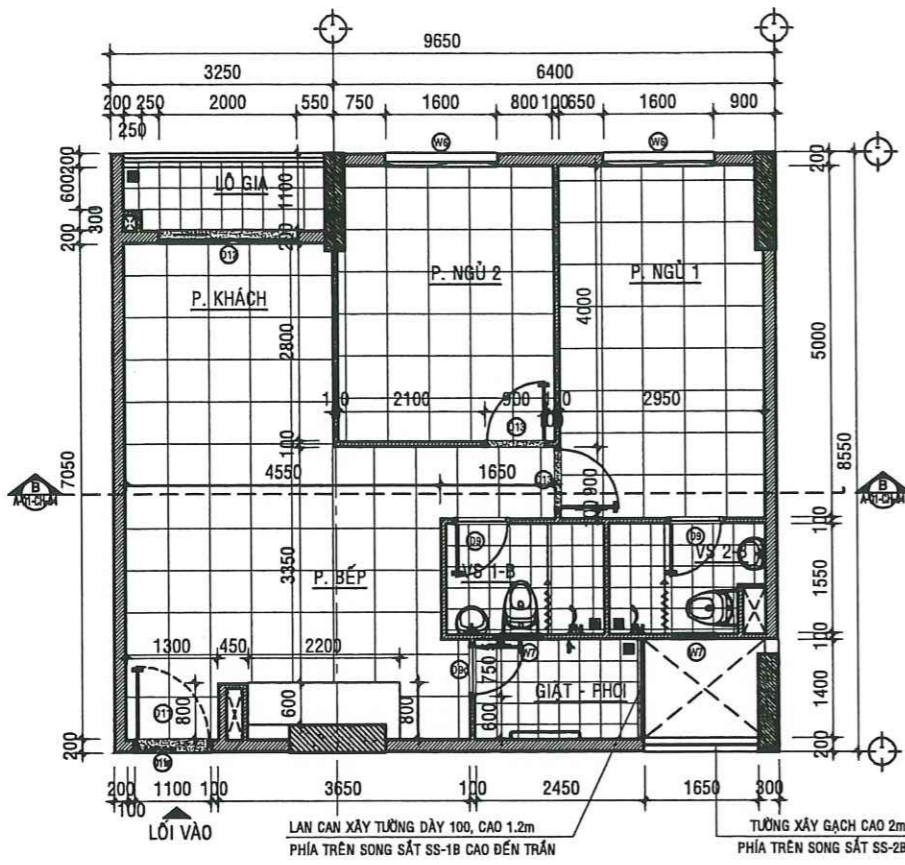 9650
3250 6400
200 250 2000 550 750 1600 800 100 650 1600 900
250
W6 W6
200
600
300
200
LÔ GIA
1100
200
200
D12
P. KHÁCH
P. NGỦ 2
P. NGỦ 1
4000
5000
2800
2100 900 2950
D13
100
100
4550 1650
B B
7050
8550
900
3350
P. BẾP
D9 D9
VS 1-B
100
1550
100
1300 450 2200
W7 W7
750
GIẶT - PHƠI
1400
800
600
800
600
200
200
200 1100 100 3650 100 2450 1650 300
100
LỐI VÀO
LAN CAN XÂY TƯỜNG DÀY 100, CAO 1.2m
PHÍA TRÊN SONG SẮT SS-1B CAO ĐẾN TRẦN
TƯỜNG XÂY GẠCH CAO 2m
PHÍA TRÊN SONG SẮT SS-2B